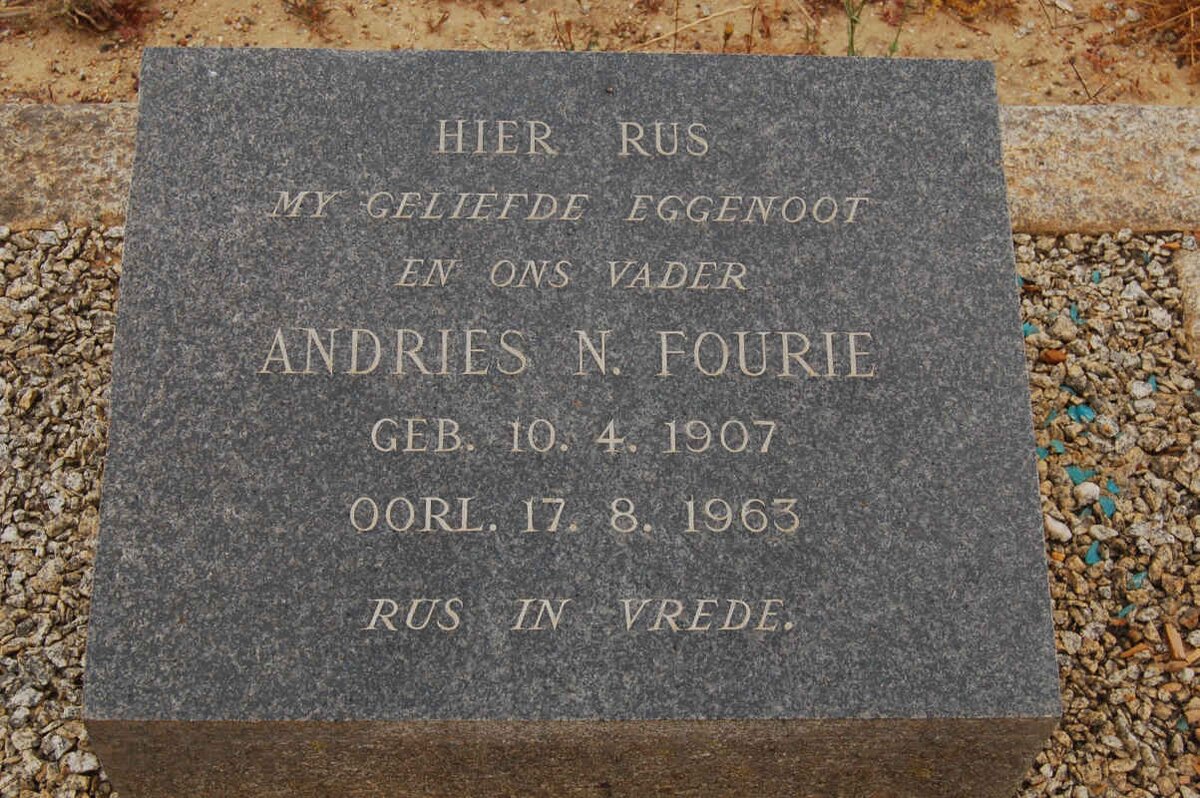 HIER RUS
MY GELIEFDE EGGENOOT
EN ONS VADER
ANDRIES N. FOURIE
GEB. 10. 4. 1907
OORL. 17. 8. 1963
RUS IN VREDE.